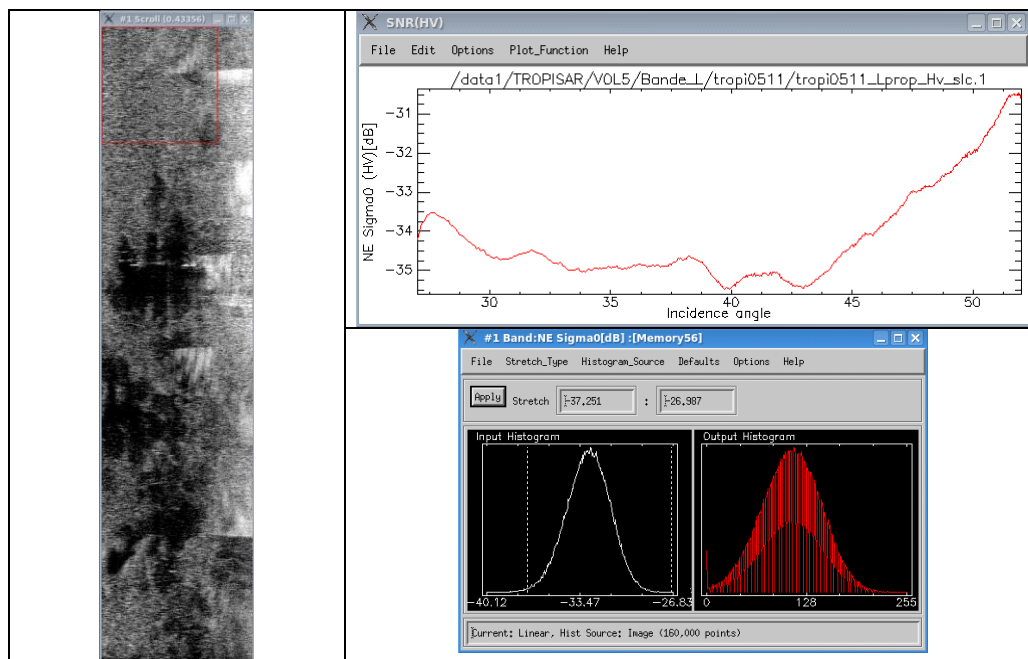 #1 Scroll (0.43356)
SNR(HV)
File Edit Options Plot_Function Help
/data1/TROPISAR/VOL5/Bande_L/tropi0511/tropi0511_Lprop_Hv_slc.1
NE Sigma0 (HV)[dB]
-31
-32
-33
-34
-35
30 35 40 45 50
Incidence angle
#1 Band:NE Sigma0[dB] :[Memory56]
File Stretch_Type Histogram_Source Defaults Options Help
Apply Stretch -37.251 : -26.987
Input Histogram
-40.12 -33.47 -26.83
Output Histogram
0 128 255
Current: Linear, Hist Source: Image (160,000 points)